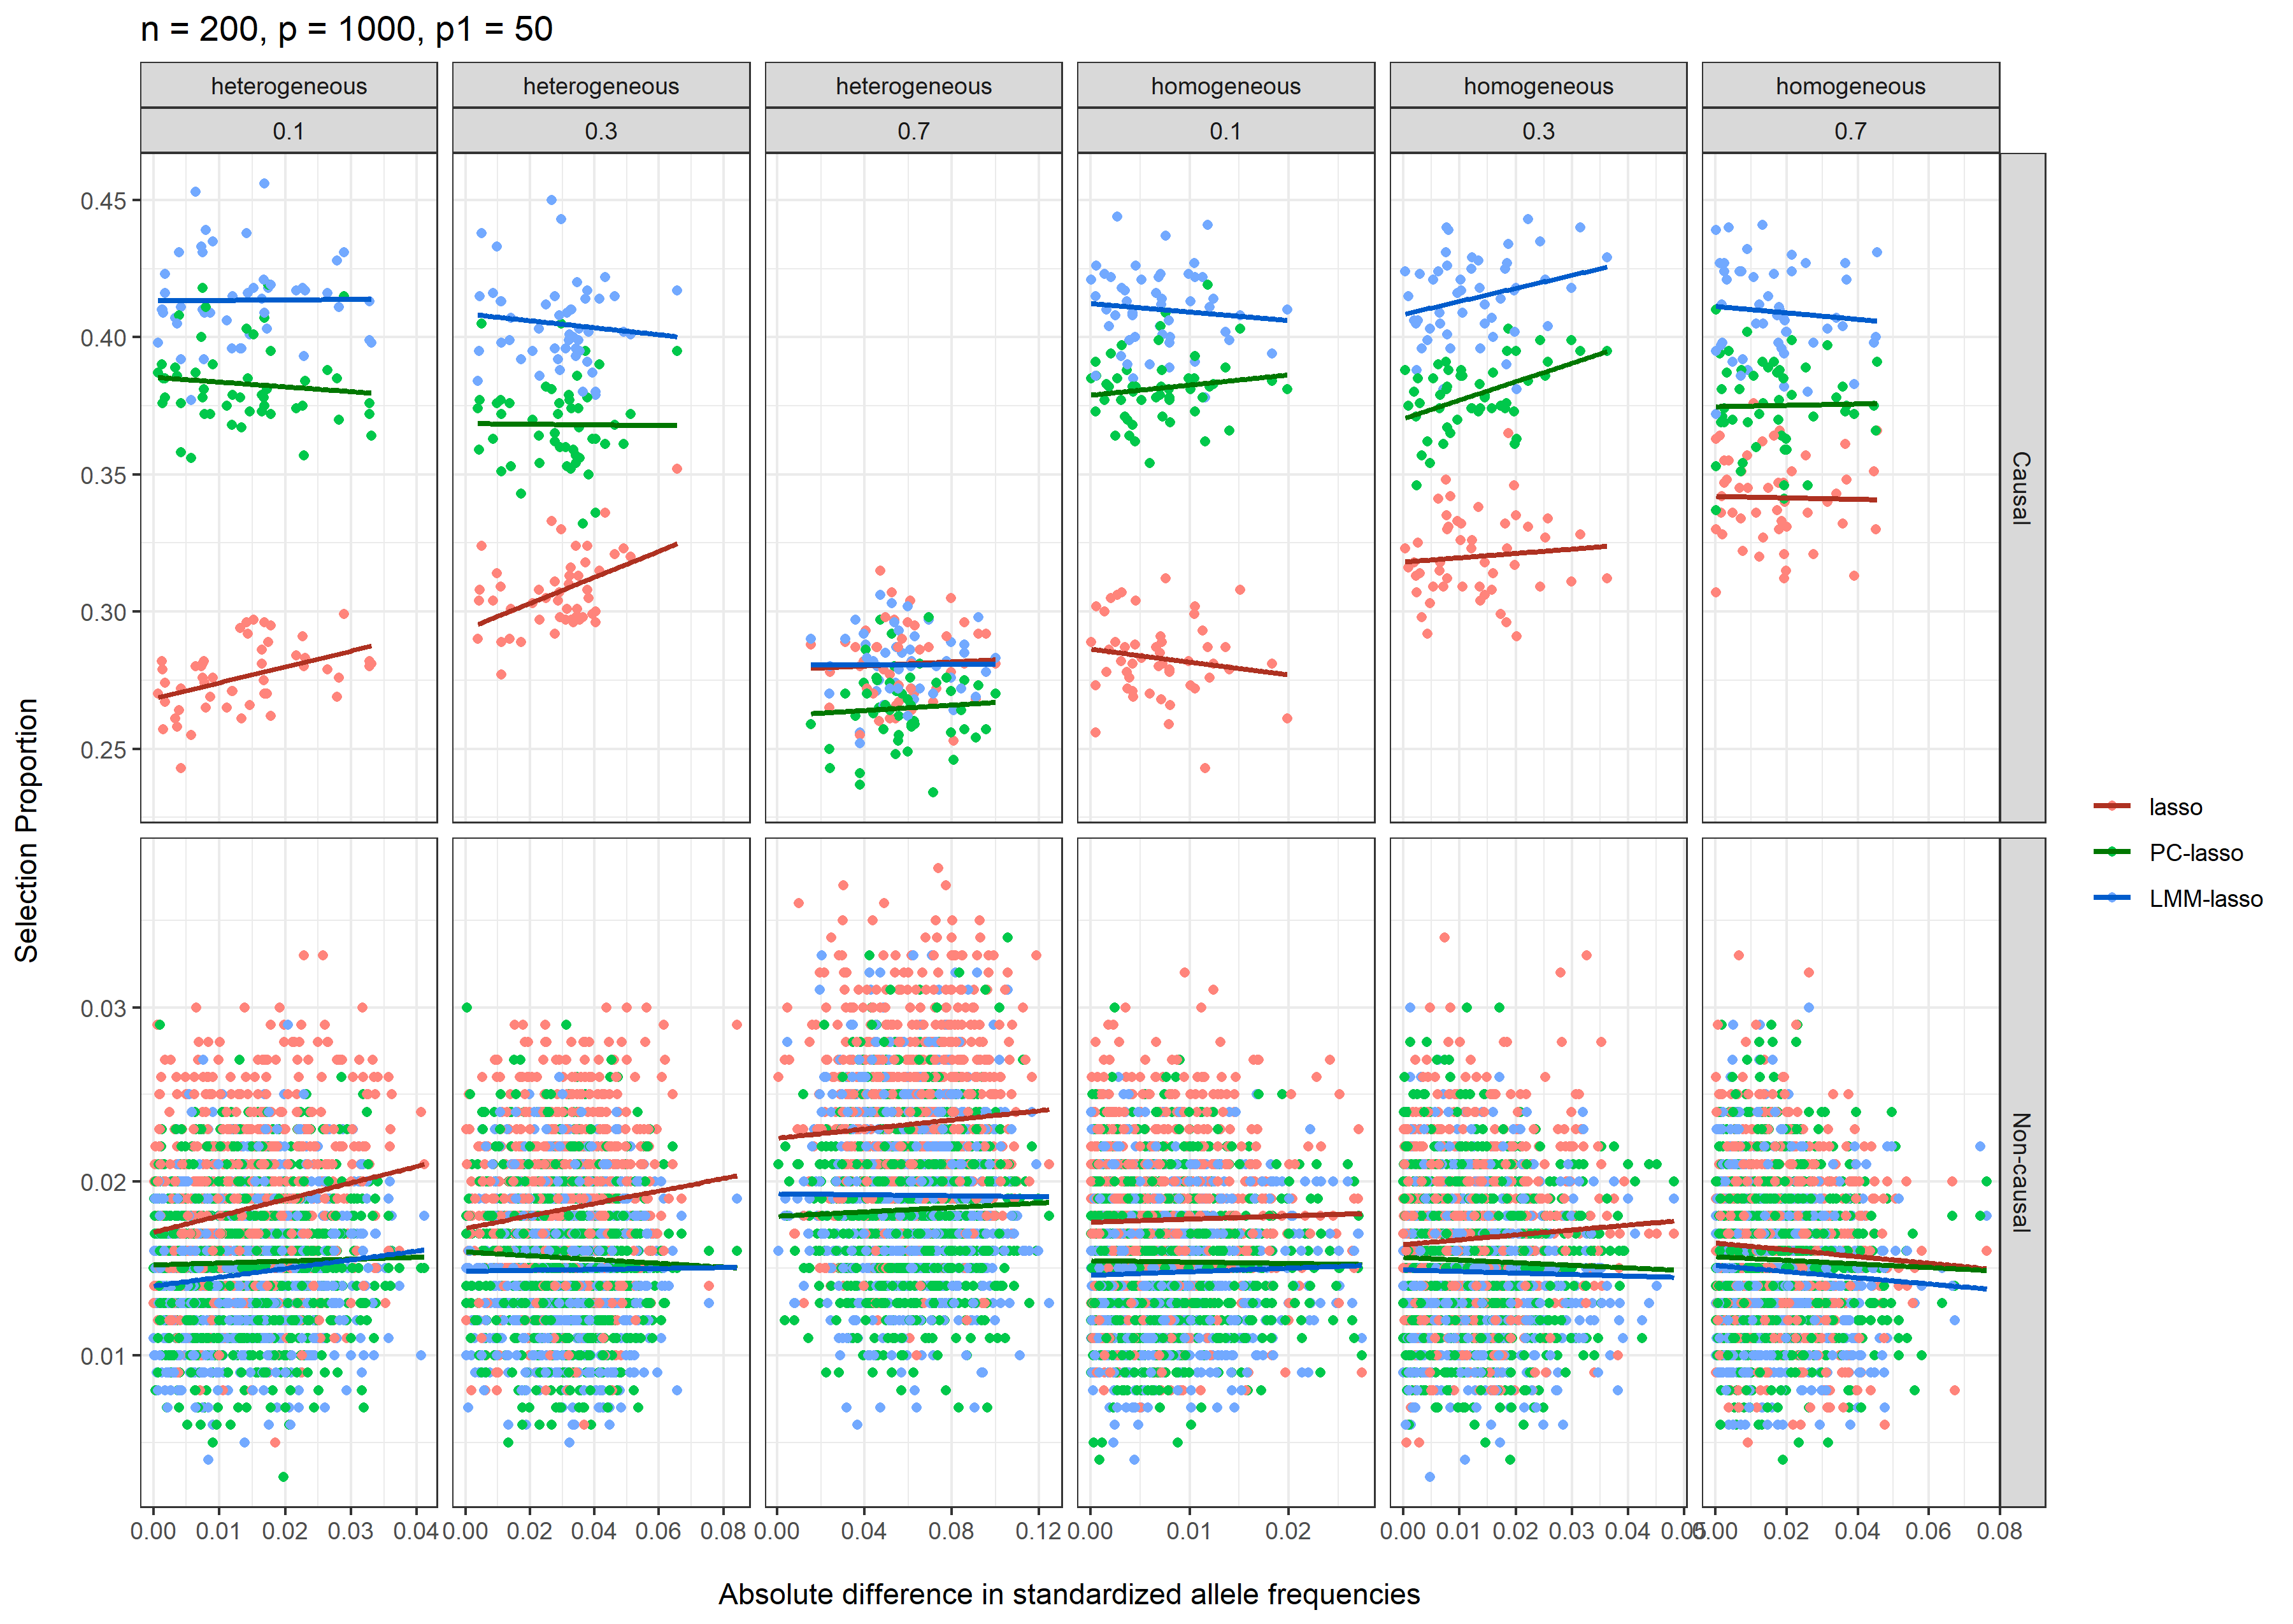 n = 200, p = 1000, p1 = 50
heterogeneous heterogeneous heterogeneous homogeneous homogeneous homogeneous
0.1 0.3 0.7 0.1 0.3 0.7
0.45
0.40
0.35
0.30
0.25
Causal
0.03
0.02
0.01
Non-causal
Selection Proportion
0.00 0.01 0.02 0.03 0.04 0.00 0.02 0.04 0.06 0.08 0.00 0.04 0.08 0.12 0.00 0.01 0.02 0.00 0.01 0.02 0.03 0.04 0.05 0.00 0.02 0.04 0.06 0.08
Absolute difference in standardized allele frequencies
lasso
PC-lasso
LMM-lasso